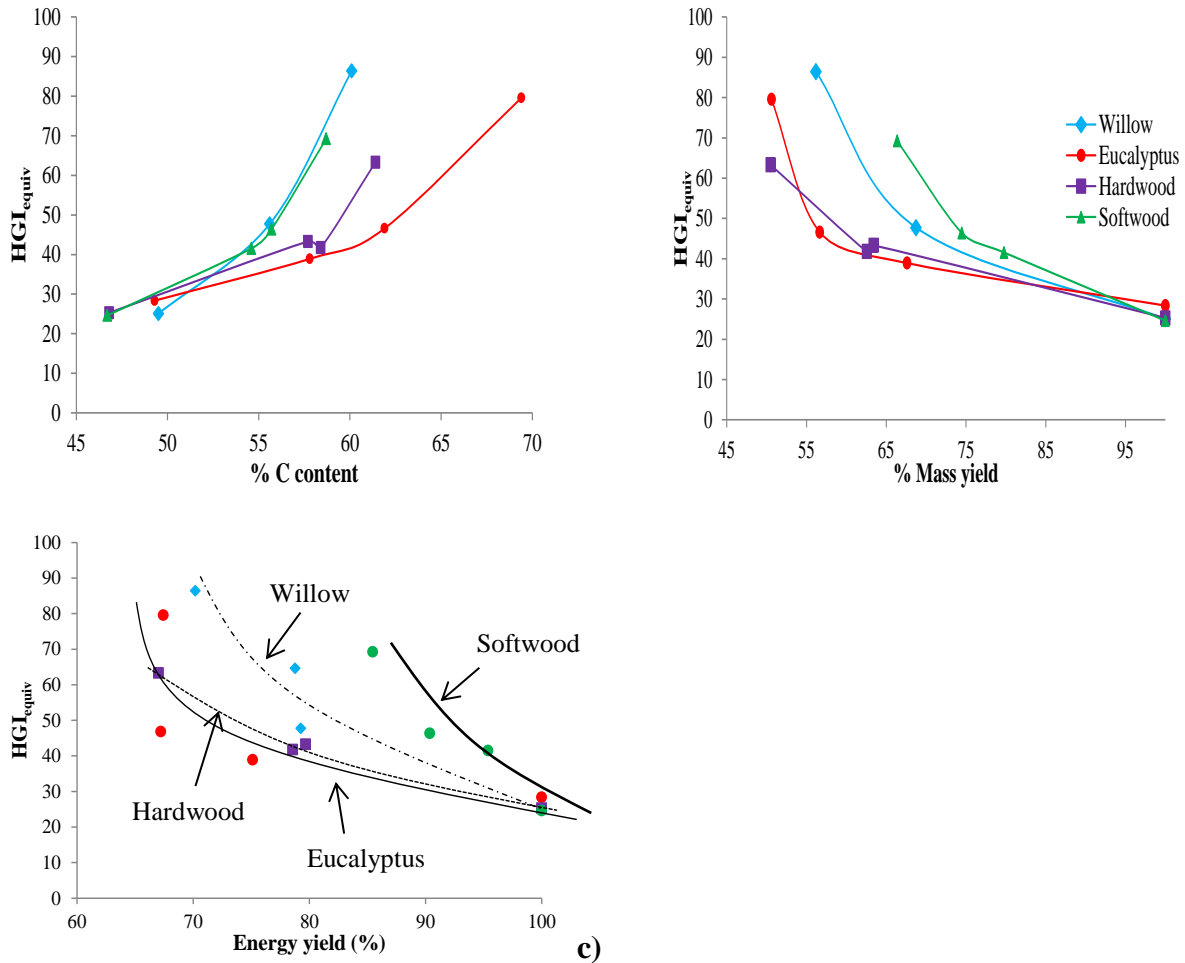 100
90
80
70
60
50
40
30
20
10
0
HGIequiv
45 50 55 60 65 70
% C content
100
90
80
70
60
50
40
30
20
10
0
HGIequiv
45 55 65 75 85 95
% Mass yield
Willow
Eucalyptus
Hardwood
Softwood
100
90
80
70
60
50
40
30
20
10
0
HGIequiv
Willow
Softwood
Hardwood
Eucalyptus
60 70 80 90 100
Energy yield (%)
c)